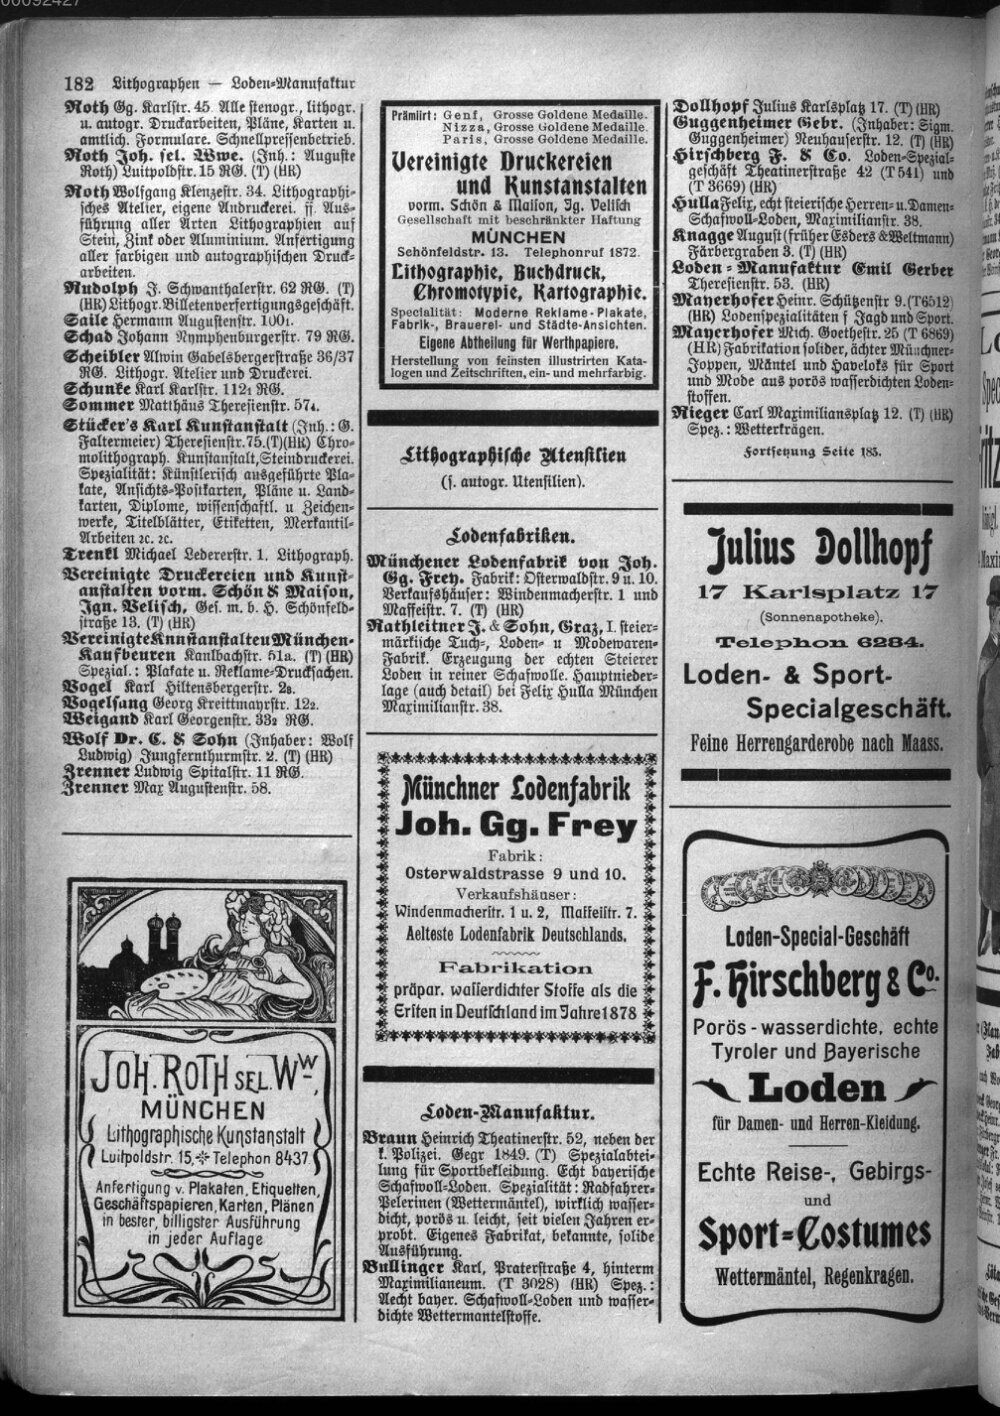 182 Lithographen — Loden-Manufaktur
Roth Gg. Karlstr. 45. Alle stenogr., lithogr.
u. autogr. Druckarbeiten, Pläne, Karten u.
amtlich. Formulare. Schnellpressenbetrieb.
Roth Joh. sel. Wwe. (Inh.: Auguste
Roth) Luitpoldstr. 15 RG. (T) (HR)
Roth Wolfgang Klenzestr. 34. Lithographi-
sches Atelier, eigene Andruckerei. ff. Aus-
führung aller Arten Lithographien auf
Stein, Zink oder Aluminium. Anfertigung
aller farbigen und autographischen Druck-
arbeiten.
Rudolph J. Schwanthalerstr. 62 RG. (T)
(HR) Lithogr. Billetenverfertigungsgeschäft.
Saile Hermann Augustenstr. 100 1.
Schad Johann Nymphenburgerstr. 79 RG.
Scheibler Alwin Gabelsbergerstraße 36/37
RG. Lithogr. Atelier und Druckerei.
Schunke Karl Karlstr. 112 1 RG.
Sommer Matthäus Theresienstr. 57 4.
Stücker's Karl Kunstanstalt (Inh.: G.
Faltermeier) Theresienstr. 75. (T) (HR) Chro-
molithograph. Kunstanstalt, Steindruckerei.
Spezialität: Künstlerisch ausgeführte Pla-
kate, Ansichts-Postkarten, Pläne u. Land-
karten, Diplome, wissenschaftl. u. Zeichen-
werke, Titelblätter, Etiketten, Merkantil-
Arbeiten ꝛc. ꝛc.
Trenkl Michael Ledererstr. 1. Lithograph.
Vereinigte Druckereien und Kunst-
anstalten vorm. Schön & Maison,
Ign. Velisch, Ges. m. b. H. Schönfeld-
straße 13. (T) (HR)
Vereinigte Knnstanstalten München-
Kaufbeuren Kaulbachstr. 51a. (T) (HR)
Spezial.: Plakate u. Reklame-Drucksachen.
Vogel Karl Hiltensbergerstr. 2 3.
Vogelsang Georg Kreittmayrstr. 12 2.
Weigand Karl Georgenstr. 33 2 RG.
Wolf Dr. C. & Sohn (Inhaber: Wolf
Ludwig) Jungfernthurmstr. 2. (T) (HR)
Zrenner Ludwig Spitalstr. 11 RG.
Zrenner Max Augustenstr. 58.
JOH. ROTH SEL. Ww.,
MÜNCHEN
Lithographische Kunstanstalt
Luitpoldstr. 15, Telephon 8437.
Anfertigung v. Plakaten, Etiquetten,
Geschäftspapieren, Karten, Plänen
in bester, billigster Ausführung
in jeder Auflage
Prämiirt: Genf, Grosse Goldene Medaille.
Nizza, Grosse Goldene Medaille.
Paris, Grosse Goldene Medaille.
Vereinigte Druckereien
und Kunstanstalten
vorm. Schön & Maison, Jg. Velisch
Gesellschaft mit beschränkter Haftung
MÜNCHEN
Schönfeldstr. 13. Telephonruf 1872.
Lithographie, Buchdruck,
Chromotypie, Kartographie.
Specialität: Moderne Reklame-Plakate,
Fabrik-, Brauerei- und Städte-Ansichten.
Eigene Abtheilung für Werthpapiere.
Herstellung von feinsten illustrirten Kata-
logen und Zeitschriften, ein- und mehrfarbig.
Lithographische Utensilien
(s. autogr. Utensilien).
Lodenfabriken.
Münchener Lodenfabrik von Joh.
Gg. Frey. Fabrik: Osterwaldstr. 9 u. 10.
Verkaufshäuser: Windenmacherstr. 1 und
Maffeistr. 7. (T) (HR)
Rathleitner J. & Sohn, Graz, I. steier-
märkische Tuch-, Loden- u Modewaren-
Fabrik. Erzeugung der echten Steierer
Loden in reiner Schafwolle. Hauptnieder-
lage (auch detail) bei Felix Hulla München
Maximilianstr. 38.
Münchner Lodenfabrik
Joh. Gg. Frey
Fabrik:
Osterwaldstrasse 9 und 10.
Verkaufshäuser:
Windenmacherstr. 1 u. 2, Maffeistr. 7.
Aelteste Lodenfabrik Deutschlands.
Fabrikation
präpar. wasserdichter Stoffe als die
Ersten in Deutschland im Jahre 1878
Loden-Manufaktur.
Braun Heinrich Theatinerstr. 52, neben der
k. Polizei. Gegr 1849. (T) Spezialabtei-
lung für Sportbekleidung. Echt bayerische
Schafwoll-Loden. Spezialität: Radfahrer-
Pelerinen (Wettermäntel), wirklich wasser-
dicht, porös u. leicht, seit vielen Jahren er-
probt. Eigenes Fabrikat, bekannte, solide
Ausführung.
Bullinger Karl, Praterstraße 4, hinterm
Maximilianeum. (T 3028) (HR) Spez.:
Aecht bayer. Schafwoll-Loden und wasser-
dichte Wettermantelstoffe.
Dollhopf Julius Karlsplatz 17. (T) (HR)
Guggenheimer Gebr. (Inhaber: Sigm.
Guggenheimer) Neuhauserstr. 12. (T) (HR)
Hirschberg F. & Co. Loden-Spezial-
geschäft Theatinerstraße 42 (T 541) und
(T 3669) (HR)
Hulla Felix, echt steierische Herren- u. Damen-
Schafwoll-Loden, Maximilianstr. 38.
Knagge August (früher Esders & Weltmann)
Färbergraben 3. (T) (HR)
Loden-Manufaktur Emil Gerber
Theresienstr. 53. (HR)
Mayerhofer Heinr. Schützenstr 9. (T 6512)
(HR) Lodenspezialitäten f Jagd und Sport.
Mayerhofer Mich. Goethestr. 25 (T 6869)
(HR) Fabrikation solider, ächter Münchner-
Joppen, Mäntel und Haveloks für Sport
und Mode aus porös wasserdichten Loden-
stoffen.
Rieger Carl Maximiliansplatz 12. (T) (HR)
Spez.: Wetterkrägen.
Fortsetzung Seite 183.
Julius Dollhopf
17 Karlsplatz 17
(Sonnenapotheke).
Telephon 6284.
Loden- & Sport-
Specialgeschäft.
Feine Herrengarderobe nach Maass.
Loden-Special-Geschäft
F. Hirschberg & Co.
Porös-wasserdichte, echte
Tyroler und Bayerische
Loden
für Damen- und Herren-Kleidung.
Echte Reise-, Gebirgs-
und
Sport-Costumes
Wettermäntel, Regenkragen.